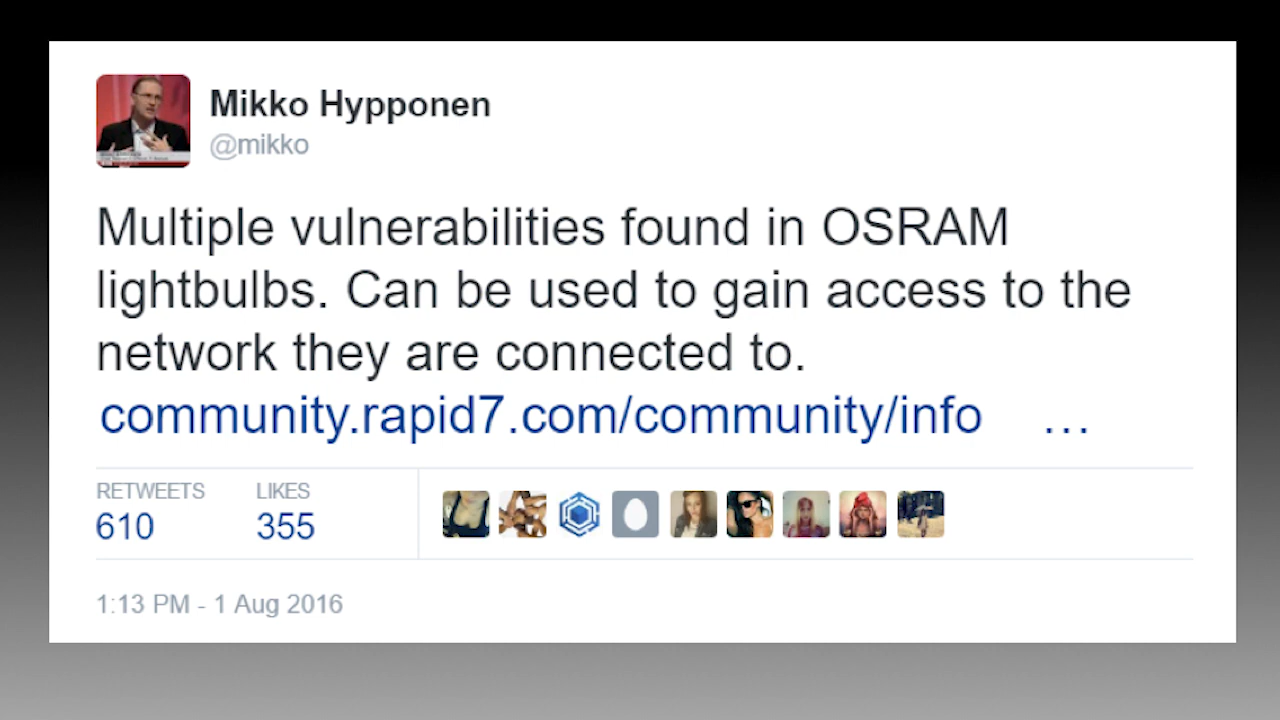 Mikko Hypponen
@mikko
Multiple vulnerabilities found in OSRAM
lightbulbs. Can be used to gain access to the
network they are connected to.
community.rapid7.com/community/info …
RETWEETS LIKES
610 355
1:13 PM - 1 Aug 2016